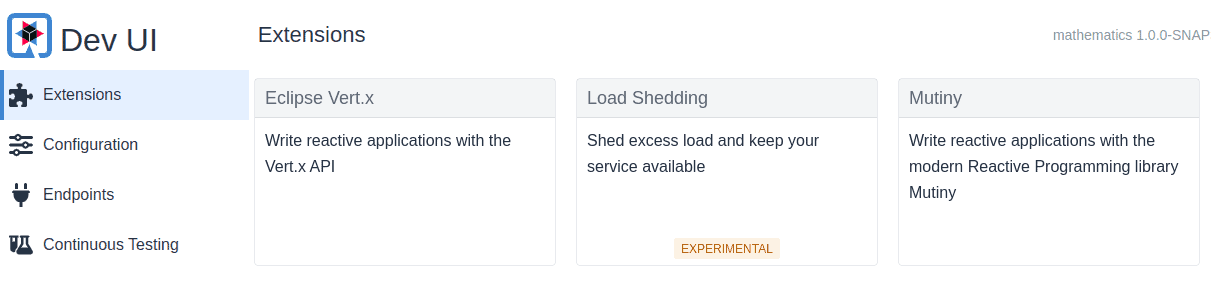 Dev UI
Extensions
mathematics 1.0.0-SNAP
Extensions
Configuration
Endpoints
Continuous Testing
Eclipse Vert.x
Write reactive applications with the
Vert.x API
Load Shedding
Shed excess load and keep your
service available
EXPERIMENTAL
Mutiny
Write reactive applications with the
modern Reactive Programming library
Mutiny